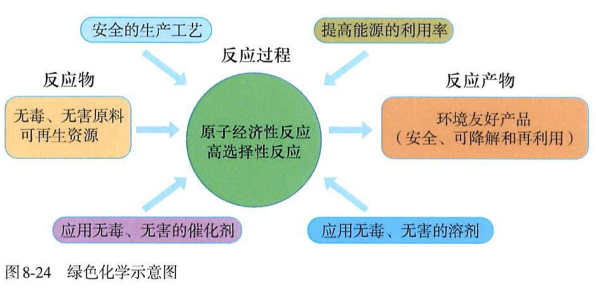 安全的生产工艺
提高能源的利用率
反应过程
反应物
反应产物
无毒、无害原料
可再生资源
原子经济性反应
高选择性反应
环境友好产品
（安全、可降解和再利用）
应用无毒、无害的催化剂
应用无毒、无害的溶剂
图8-24 绿色化学示意图